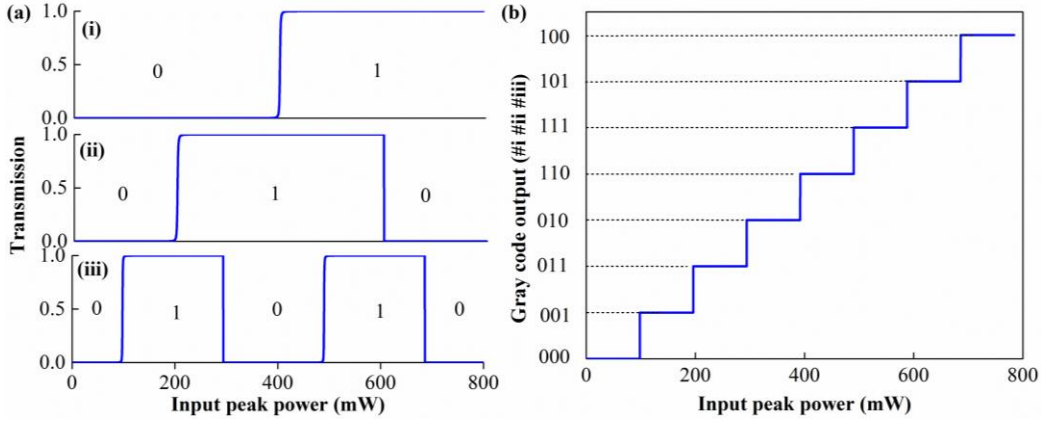 (a)
1.0
(i)
0.5
0
1
0.0
1.0
(ii)
0.5
0
1
0
0.0
1.0
(iii)
0.5
0
1
0
1
0
0.0
0 200 400 600 800
Input peak power (mW)
Transmission
(b)
100
101
111
110
010
011
001
000
0 200 400 600 800
Input peak power (mW)
Gray code output (#i #ii #iii)